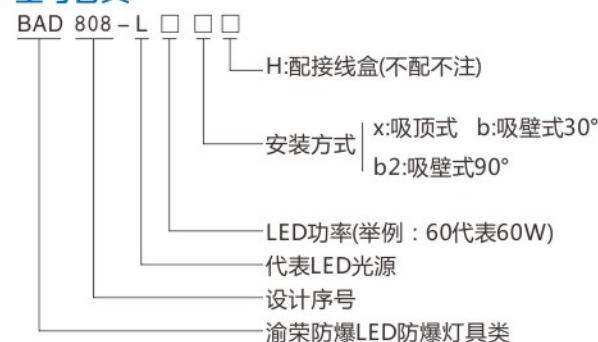 BAD 808-L□ □□
H:配接线盒(不配不注)
安装方式
x:吸顶式 b:吸壁式30°
b2:吸壁式90°
LED功率(举例：60代表60W)
代表LED光源
设计序号
渝荣防爆LED防爆灯具类